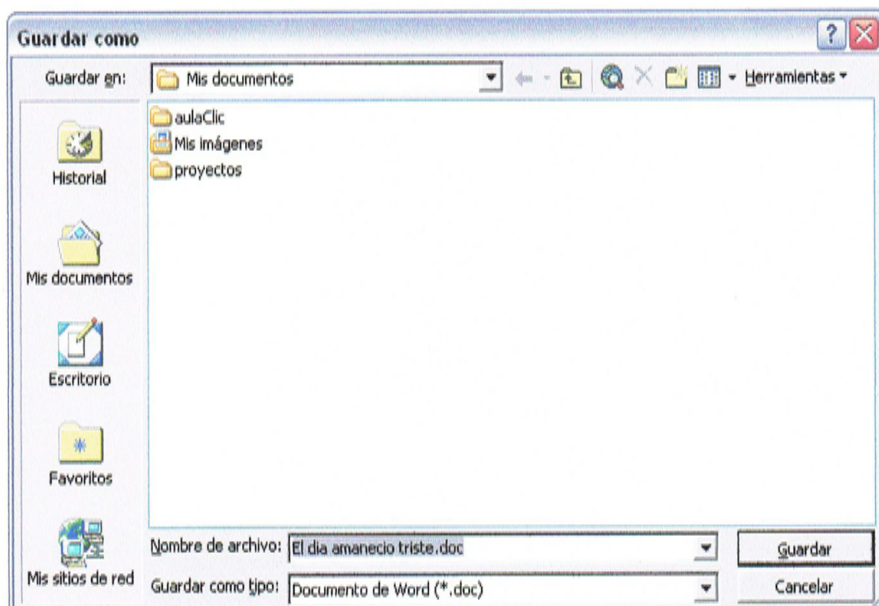 Guardar como
Guardar en: Mis documentos Herramientas
aulaClic
Mis imágenes
proyectos
Historial
Mis documentos
Escritorio
Favoritos
Mis sitios de red
Nombre de archivo: El dia amanecio triste.doc Guardar
Guardar como tipo: Documento de Word (*.doc) Cancelar